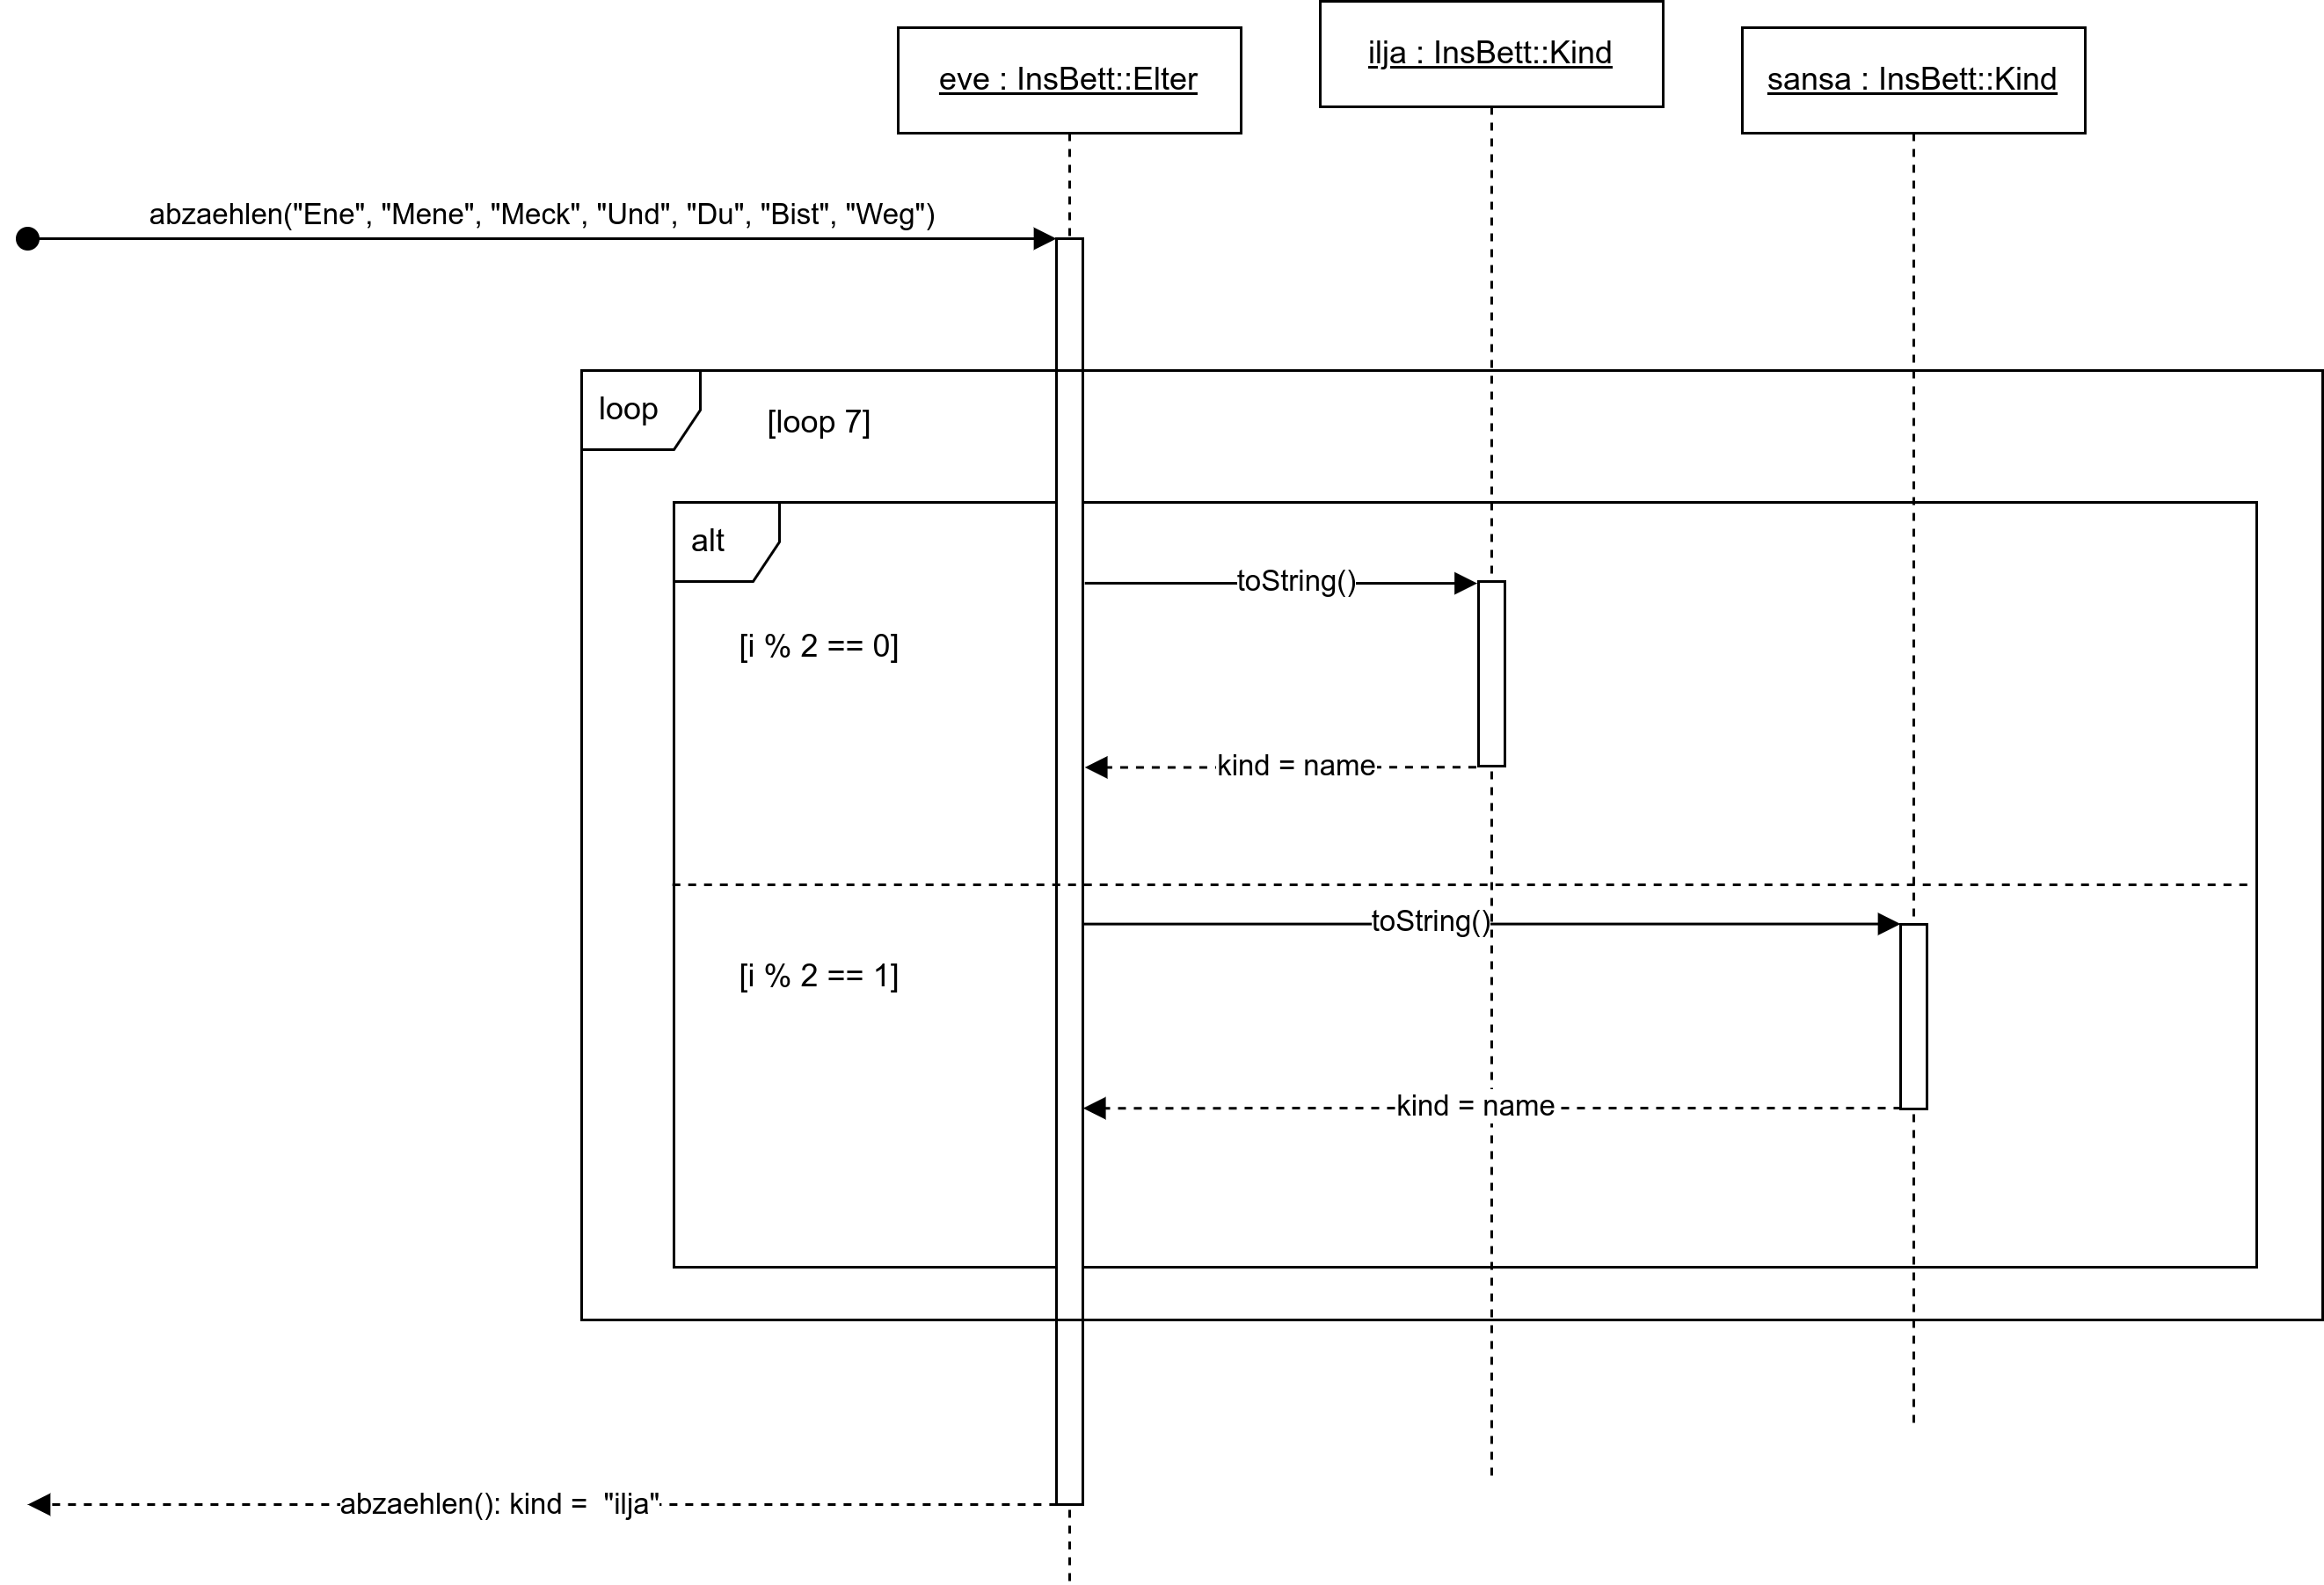 ilja : InsBett::Kind
eve : InsBett::Elter
sansa : InsBett::Kind
abzaehlen("Ene", "Mene", "Meck", "Und", "Du", "Bist", "Weg")
loop
[loop 7]
alt
toString()
[i % 2 == 0]
kind = name
toString()
[i % 2 == 1]
kind = name
abzaehlen(): kind =  "ilja"